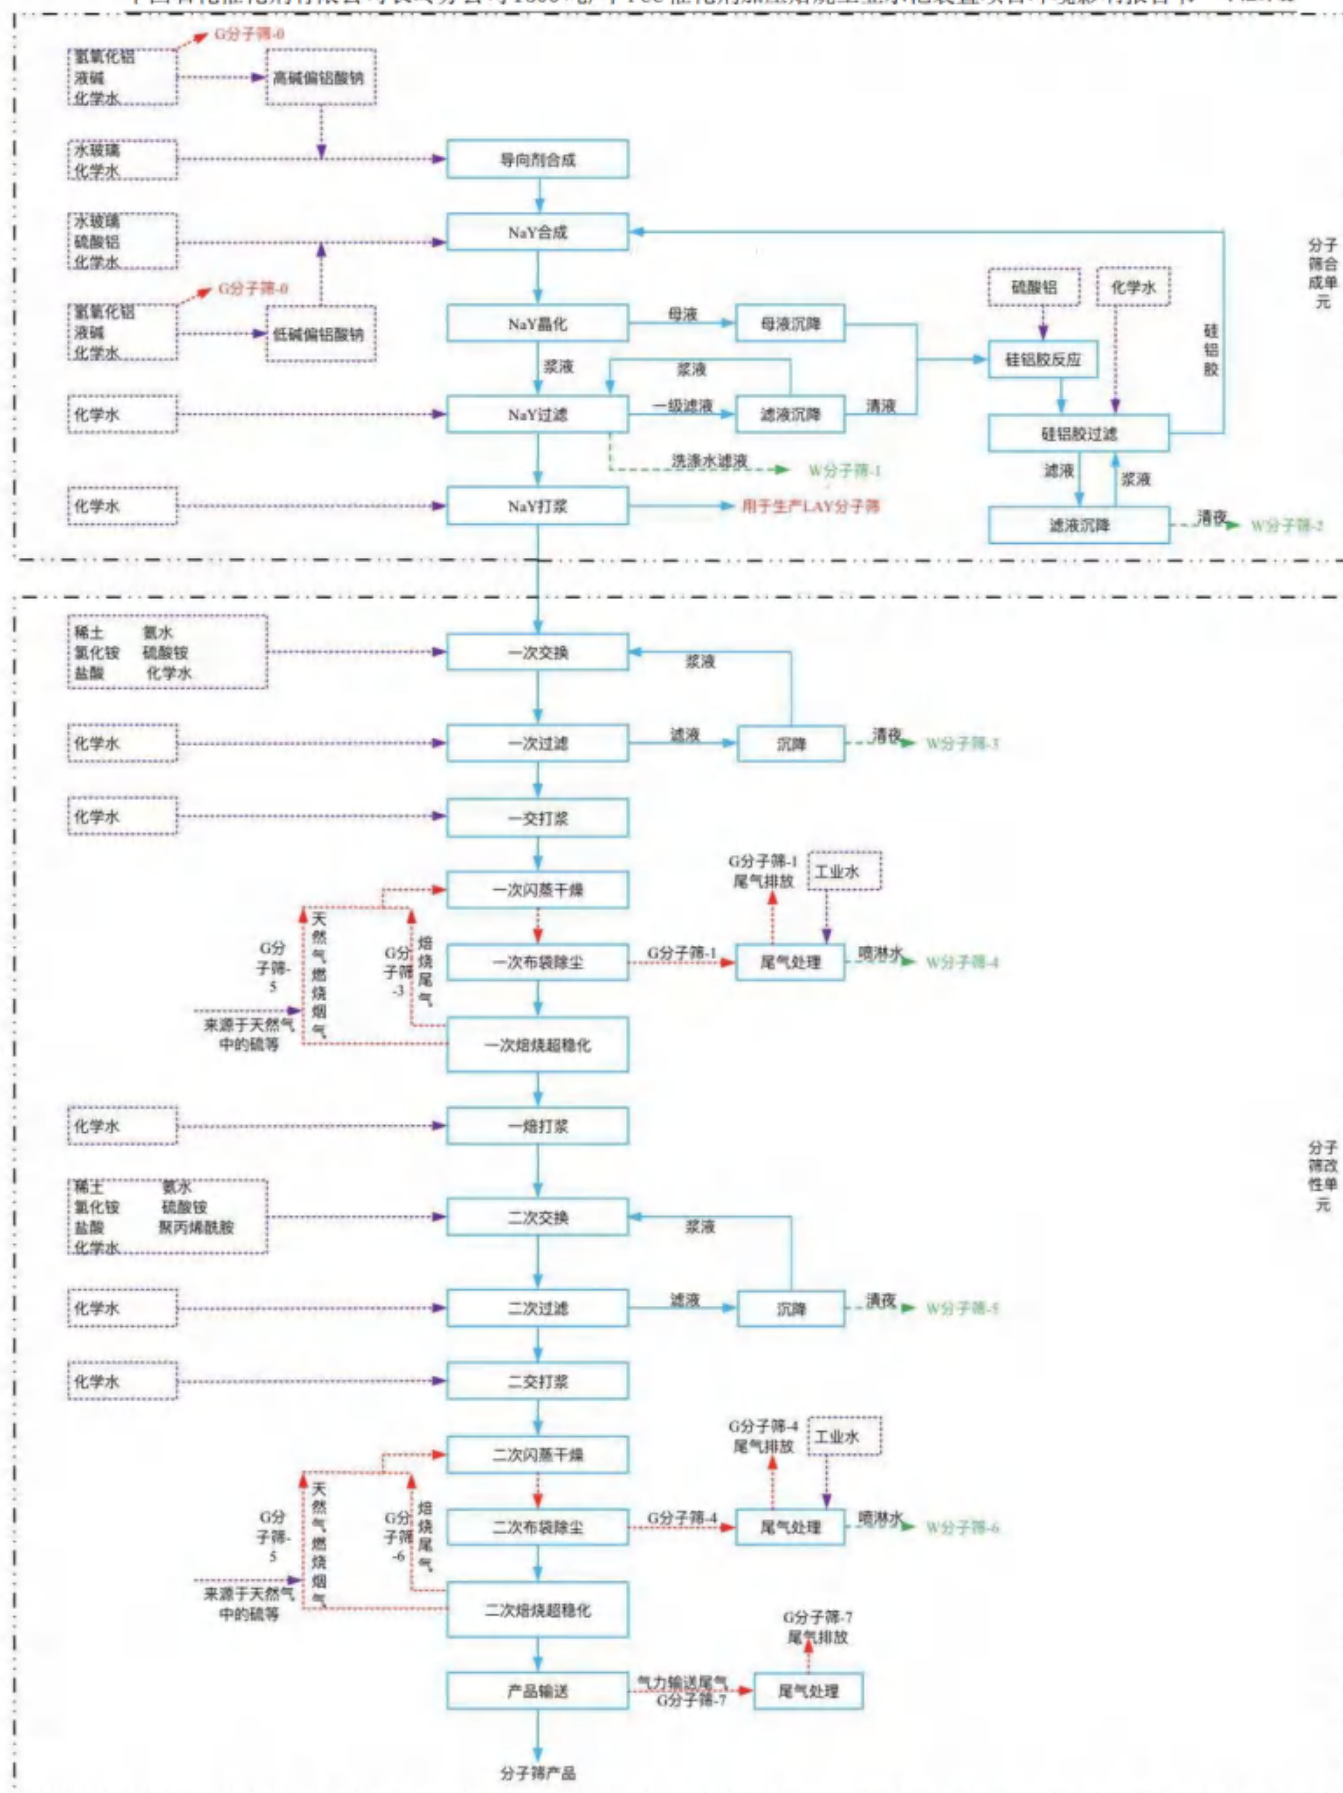 G分子筛-0
氢氧化铝
液碱
化学水
高碱偏铝酸钠
水玻璃
化学水
导向剂合成
水玻璃
硫酸铝
化学水
NaY合成
G分子筛-0
氢氧化铝
液碱
化学水
低碱偏铝酸钠
NaY晶化
母液
母液沉降
硫酸铝
化学水
硅铝胶反应
硅铝胶
分子
筛合
成单
元
浆液
浆液
化学水
NaY过滤
一级滤液
滤液沉降
清液
硅铝胶过滤
洗涤水滤液
W分子筛-1
滤液
浆液
化学水
NaY打浆
用于生产LAY分子筛
滤液沉降
清夜
W分子筛-2
稀土 氨水
氯化铵 硫酸铵
盐酸 化学水
一次交换
浆液
化学水
一次过滤
滤液
沉降
清夜
W分子筛-3
化学水
一交打浆
一次闪蒸干燥
G分子筛-1
尾气排放
工业水
G分
子筛-
5
天然气燃烧烟气
G分
子筛
-3
焙烧尾气
一次布袋除尘
G分子筛-1
尾气处理
喷淋水
W分子筛-4
来源于天然气
中的硫等
一次焙烧超稳化
化学水
一焙打浆
分子
筛改
性单
元
稀土 氨水
氯化铵 硫酸铵
盐酸 聚丙烯酰胺
化学水
二次交换
浆液
化学水
二次过滤
滤液
沉降
清夜
W分子筛-5
化学水
二交打浆
二次闪蒸干燥
G分子筛-4
尾气排放
工业水
G分
子筛-
5
天然气燃烧烟气
G分
子筛
-6
焙烧尾气
二次布袋除尘
G分子筛-4
尾气处理
喷淋水
W分子筛-6
来源于天然气
中的硫等
二次焙烧超稳化
G分子筛-7
尾气排放
产品输送
气力输送尾气
G分子筛-7
尾气处理
分子筛产品